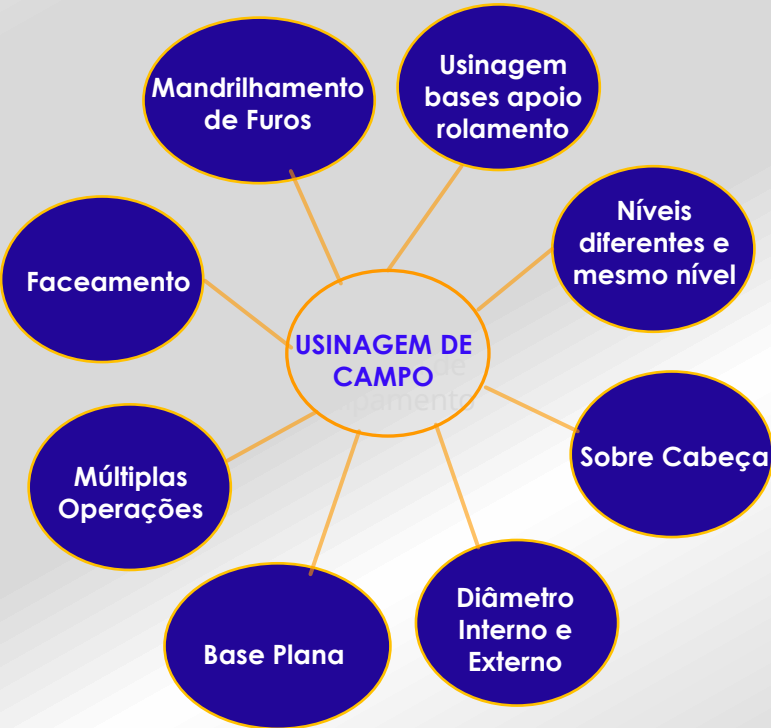 Mandrilhamento
de Furos
Usinagem
bases apoio
rolamento
Níveis
diferentes e
mesmo nível
Faceamento
USINAGEM DE
CAMPO
Sobre Cabeça
Múltiplas
Operações
Diâmetro
Interno e
Externo
Base Plana